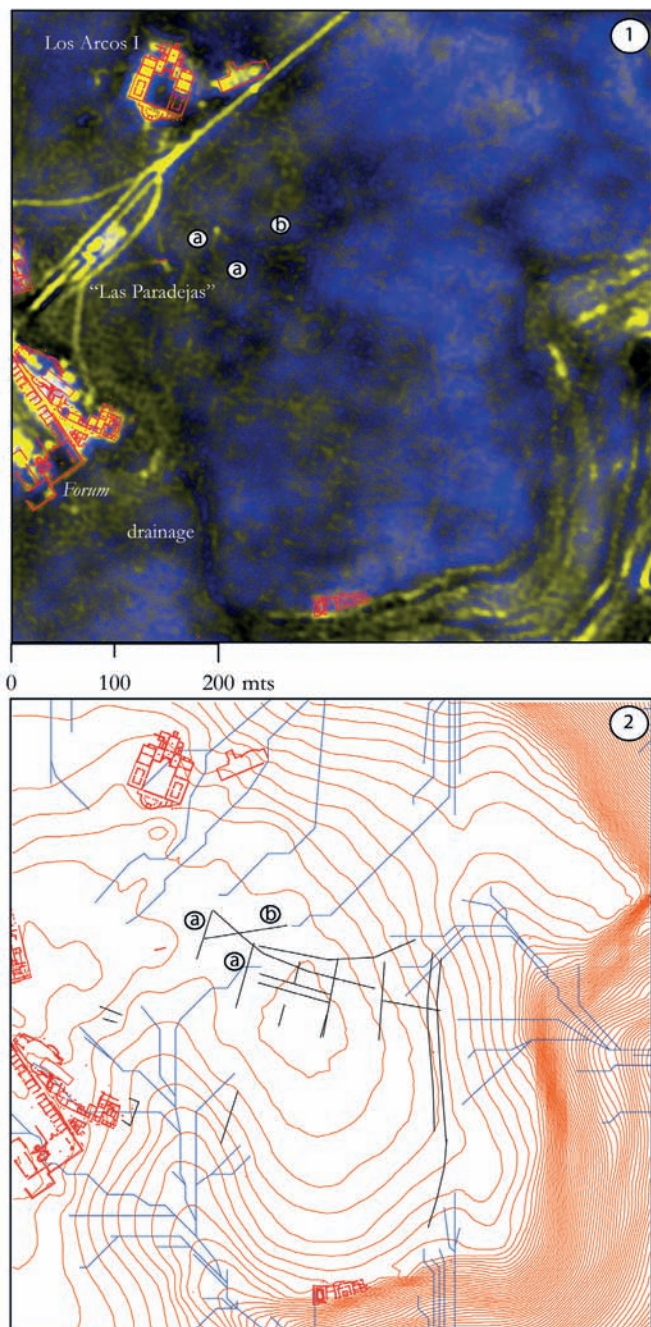 1
Los Arcos I
b
a
a
"Las Paradejas"
Forum
drainage
0 100 200 mts
2
a
b
a